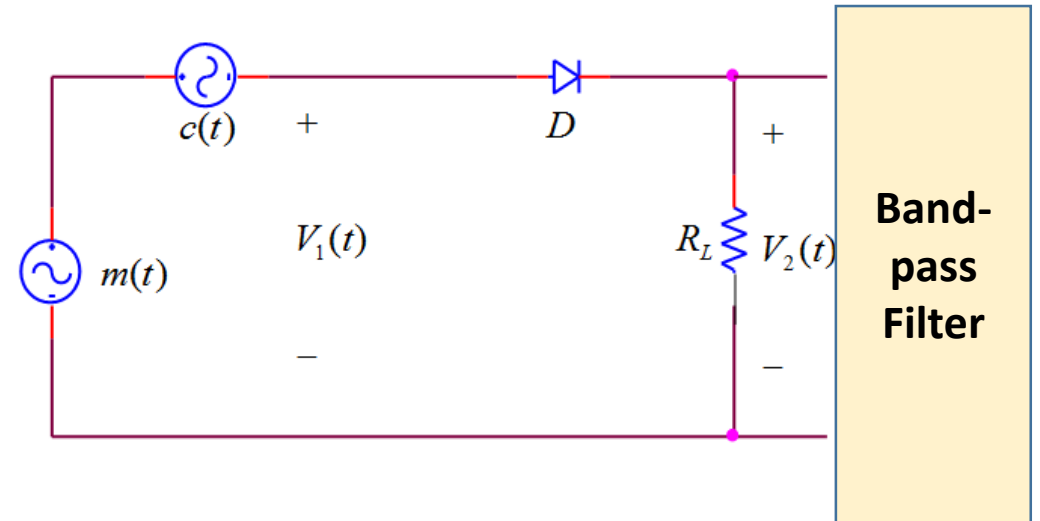 c(t)
+
D
+
m(t)
V₁(t)
R_L
V₂(t)
Band-
pass
Filter
−
−